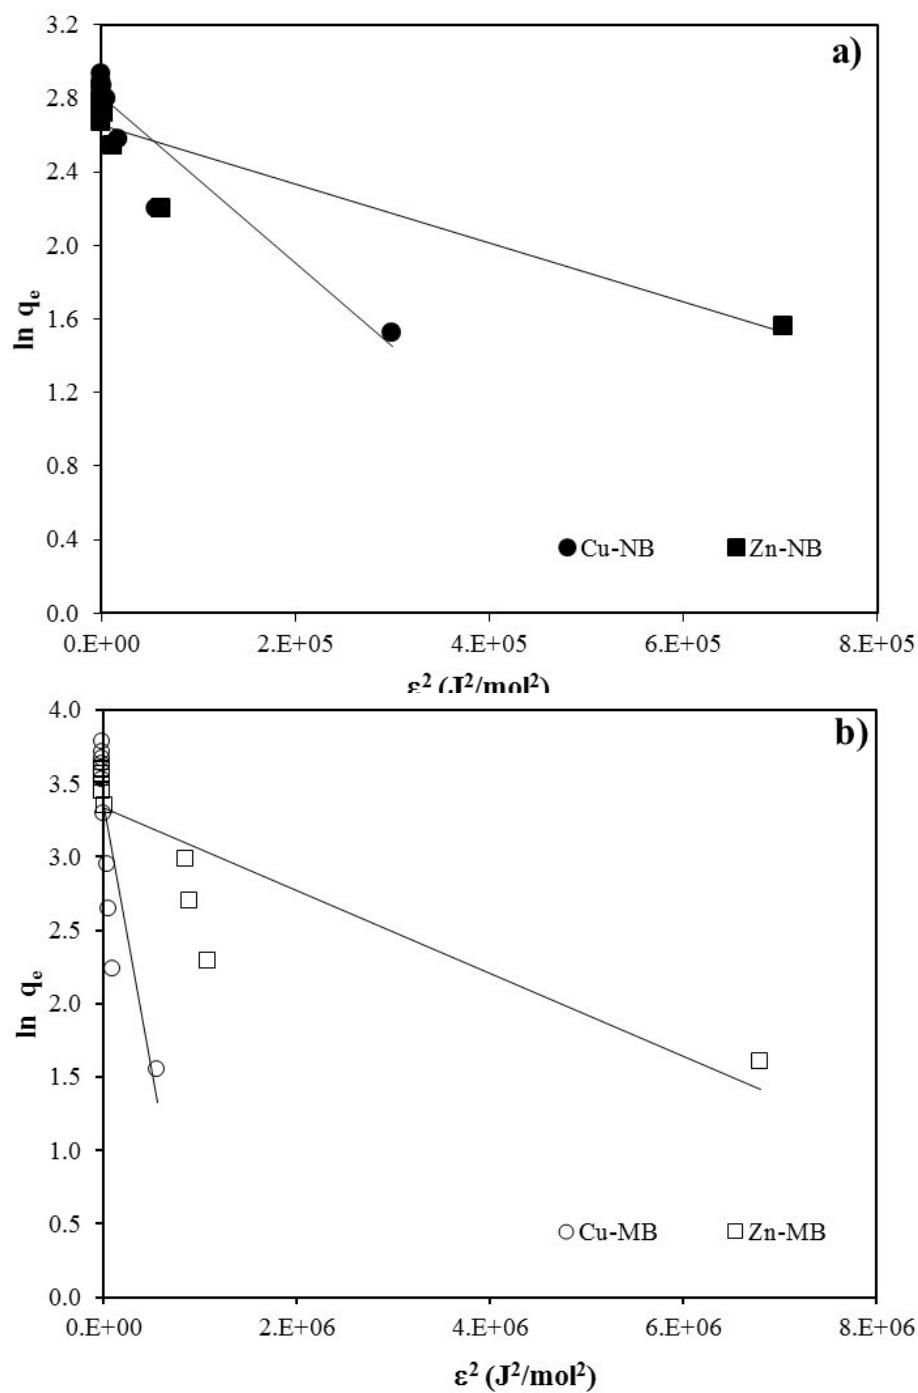 3.2
a)
2.8
2.4
2.0
ln qₑ
1.6
1.2
0.8
0.4
Cu-NB Zn-NB
0.0
0.E+00 2.E+05 4.E+05 6.E+05 8.E+05
ε² (J²/mol²)
4.0
b)
3.5
3.0
2.5
2.0
ln qₑ
1.5
1.0
0.5
Cu-MB Zn-MB
0.0
0.E+00 2.E+06 4.E+06 6.E+06 8.E+06
ε² (J²/mol²)